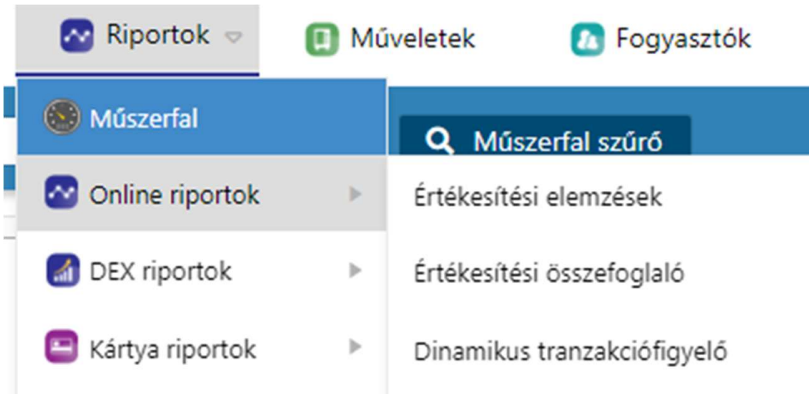 Riportok
Műveletek
Fogyasztók
Műszerfal
Műszerfal szűrő
Online riportok
Értékesítési elemzések
DEX riportok
Értékesítési összefoglaló
Kártya riportok
Dinamikus tranzakciófigyelő